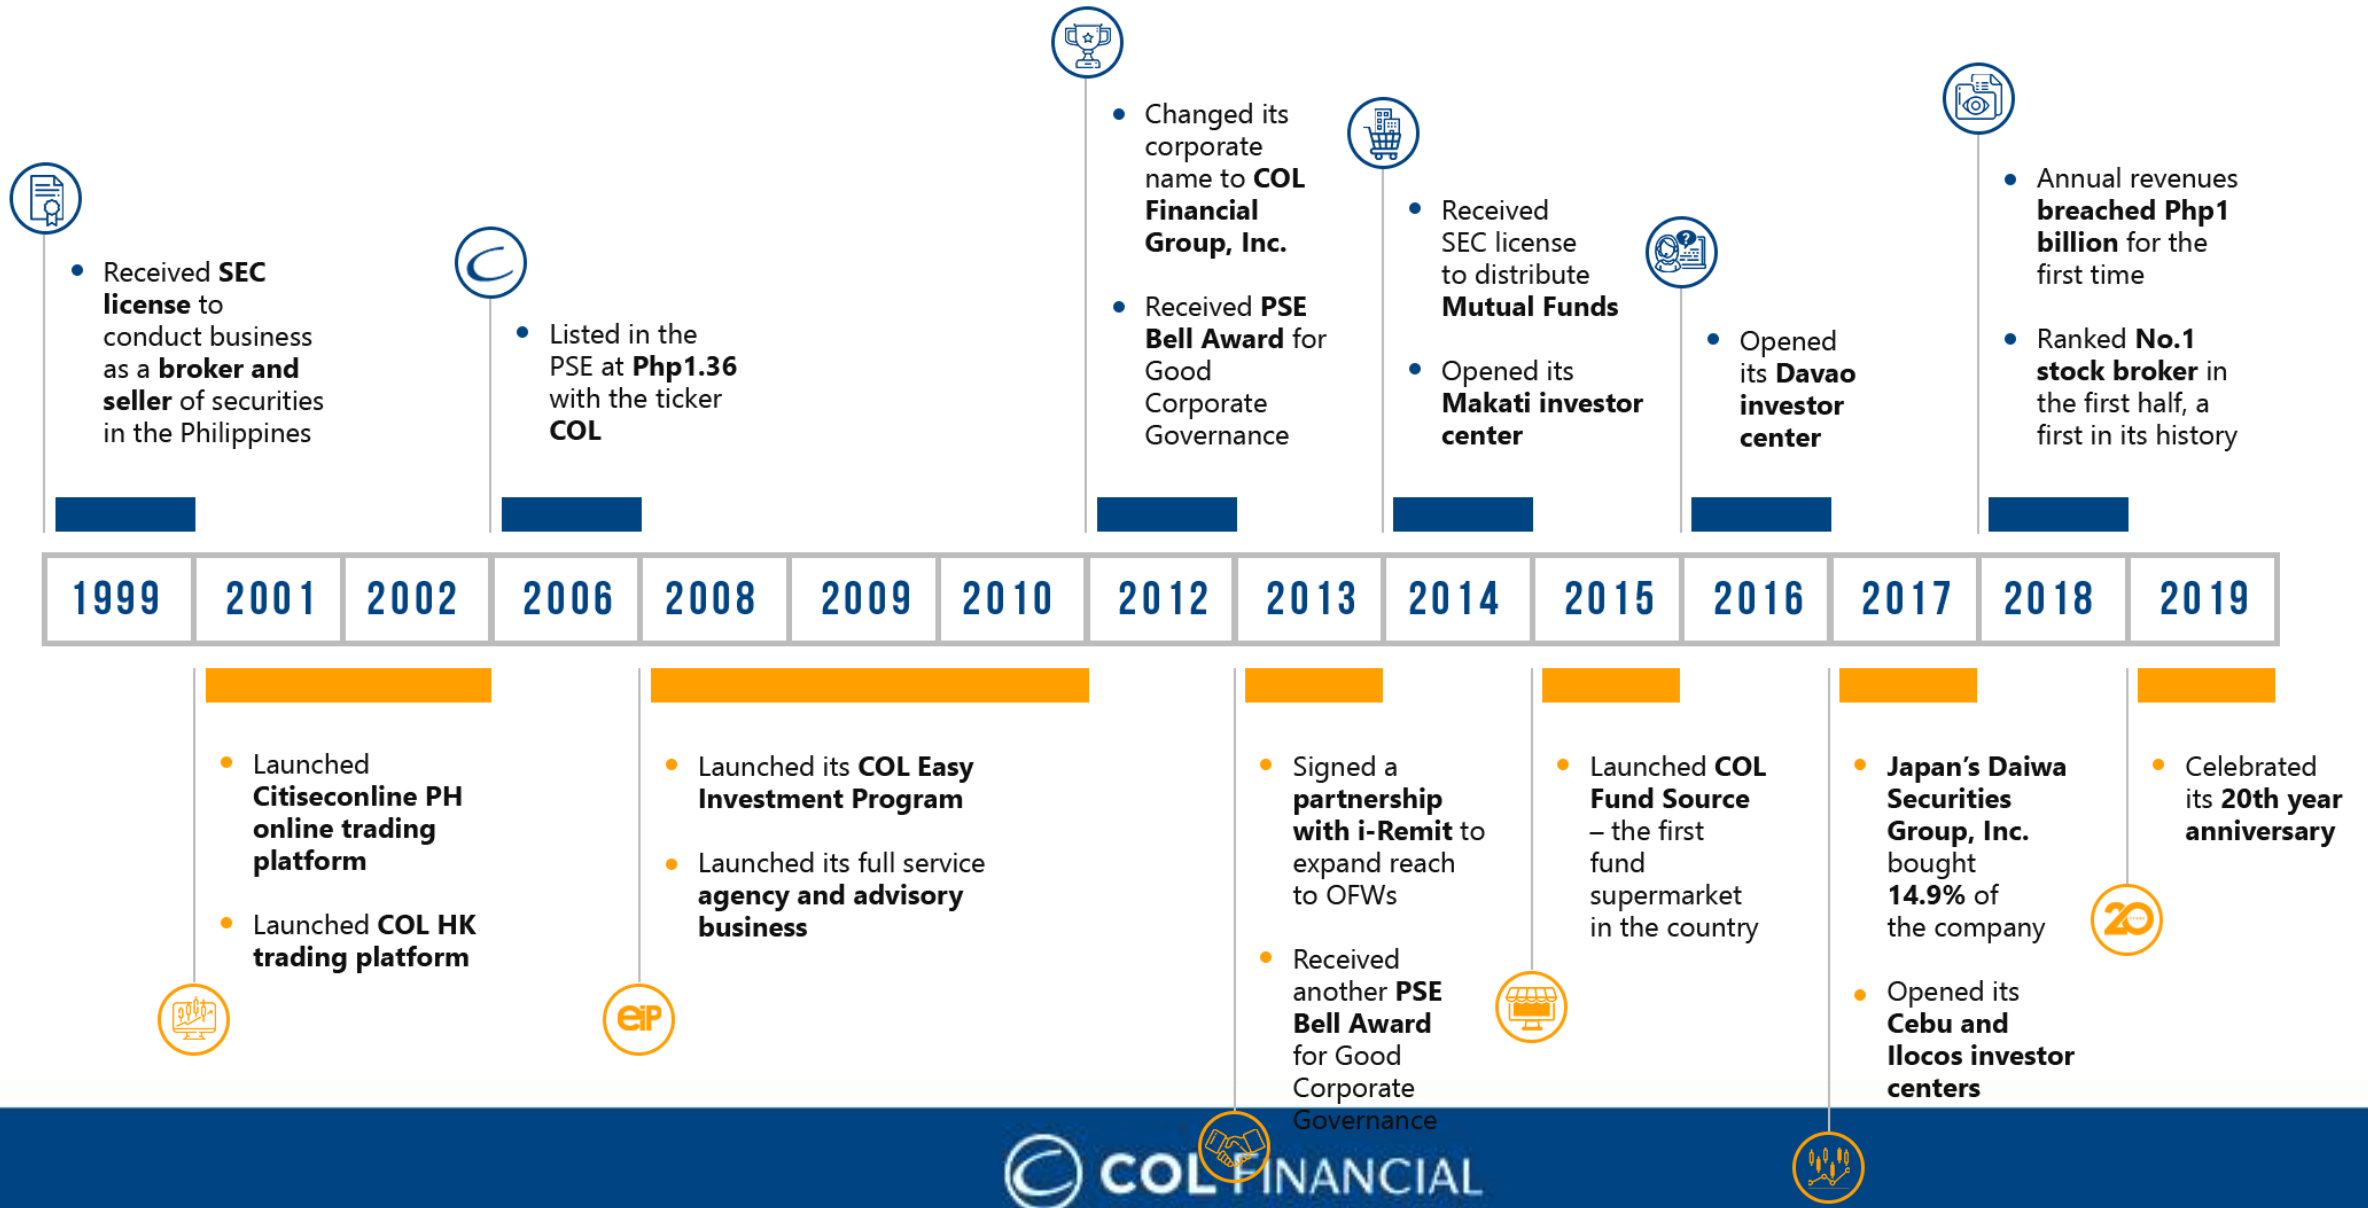 Changed its
corporate
name to COL
Financial
Group, Inc.
Received PSE
Bell Award for
Good
Corporate
Governance
Received SEC
license to
conduct business
as a broker and
seller of securities
in the Philippines
Listed in the
PSE at Php1.36
with the ticker
COL
Received
SEC license
to distribute
Mutual Funds
Opened its
Makati investor
center
Opened
its Davao
investor
center
Annual revenues
breached Php1
billion for the
first time
Ranked No.1
stock broker in
the first half, a
first in its history
1999 2001 2002 2006 2008 2009 2010 2012 2013 2014 2015 2016 2017 2018 2019
Launched
Citiseconline PH
online trading
platform
Launched COL HK
trading platform
Launched its COL Easy
Investment Program
Launched its full service
agency and advisory
business
eiP
Signed a
partnership
with i-Remit to
expand reach
to OFWs
Received
another PSE
Bell Award
for Good
Corporate
Governance
Launched COL
Fund Source
– the first
fund
supermarket
in the country
Japan’s Daiwa
Securities
Group, Inc.
bought
14.9% of
the company
Opened its
Cebu and
Ilocos investor
centers
Celebrated
its 20th year
anniversary
20
COL FINANCIAL